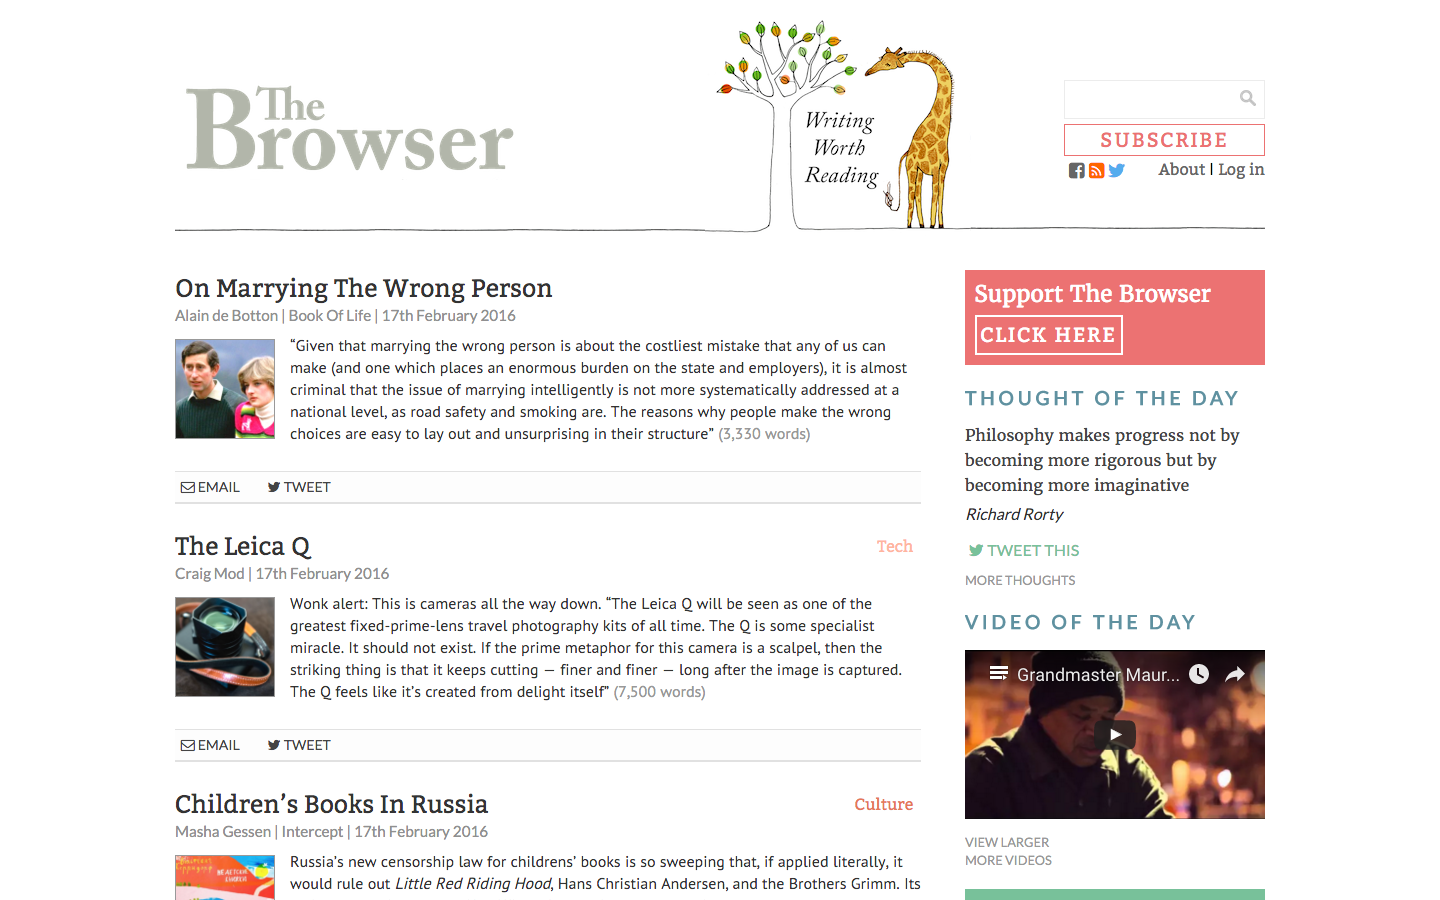 The
Browser
Writing
Worth
Reading
SUBSCRIBE
About | Log in
On Marrying The Wrong Person
Alain de Botton | Book Of Life | 17th February 2016
“Given that marrying the wrong person is about the costliest mistake that any of us can
make (and one which places an enormous burden on the state and employers), it is almost
criminal that the issue of marrying intelligently is not more systematically addressed at a
national level, as road safety and smoking are. The reasons why people make the wrong
choices are easy to lay out and unsurprising in their structure” (3,330 words)
EMAIL TWEET
The Leica Q
Tech
Craig Mod | 17th February 2016
Wonk alert: This is cameras all the way down. “The Leica Q will be seen as one of the
greatest fixed-prime-lens travel photography kits of all time. The Q is some specialist
miracle. It should not exist. If the prime metaphor for this camera is a scalpel, then the
striking thing is that it keeps cutting — finer and finer — long after the image is captured.
The Q feels like it’s created from delight itself” (7,500 words)
EMAIL TWEET
Children’s Books In Russia
Culture
Masha Gessen | Intercept | 17th February 2016
Russia’s new censorship law for childrens’ books is so sweeping that, if applied literally, it
would rule out Little Red Riding Hood, Hans Christian Andersen, and the Brothers Grimm. Its
Support The Browser
CLICK HERE
THOUGHT OF THE DAY
Philosophy makes progress not by
becoming more rigorous but by
becoming more imaginative
Richard Rorty
TWEET THIS
MORE THOUGHTS
VIDEO OF THE DAY
Grandmaster Maur...
VIEW LARGER
MORE VIDEOS